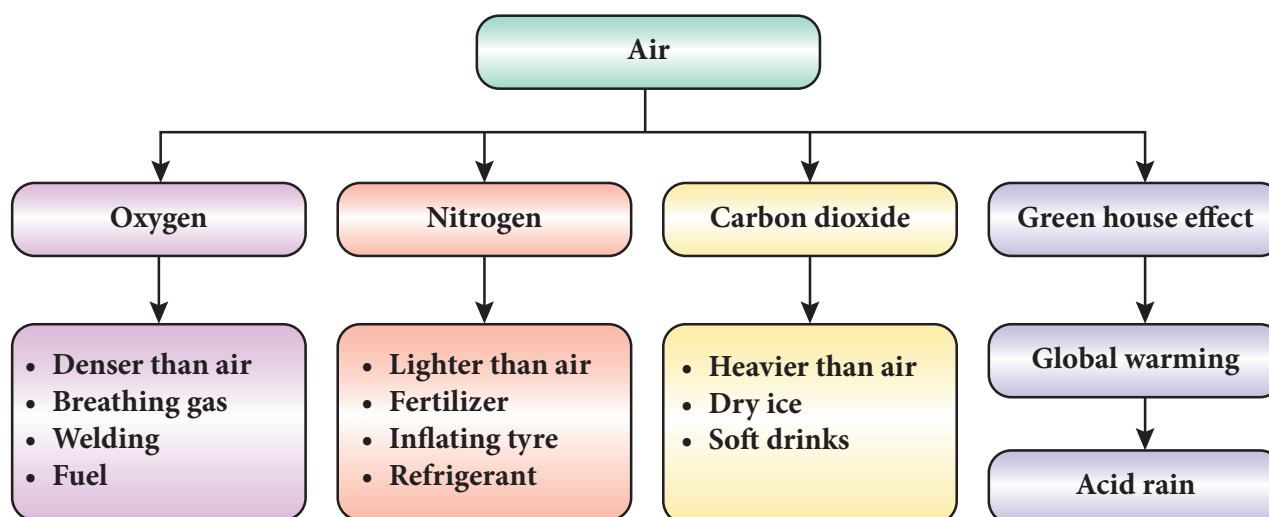 Air
Oxygen
Nitrogen
Carbon dioxide
Green house effect
• Denser than air
• Breathing gas
• Welding
• Fuel
• Lighter than air
• Fertilizer
• Inflating tyre
• Refrigerant
• Heavier than air
• Dry ice
• Soft drinks
Global warming
Acid rain